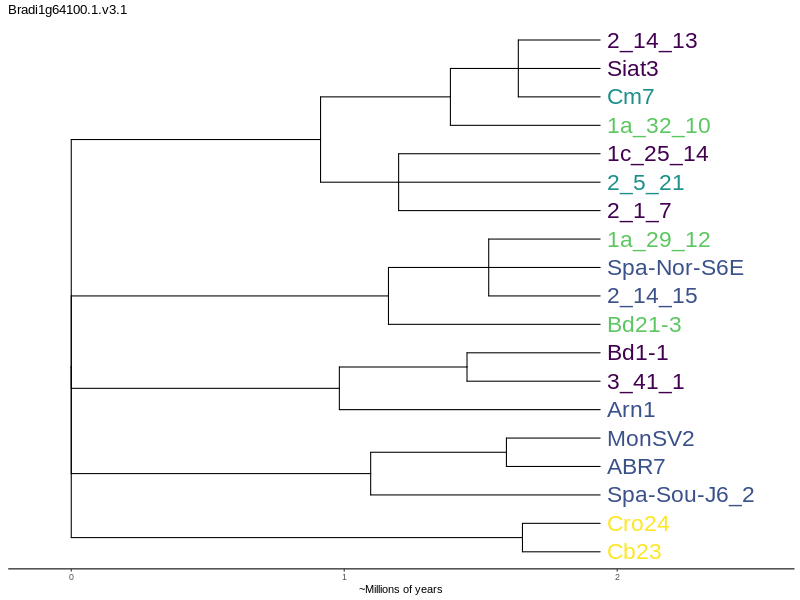 Bradi1g64100.1.v3.1
2_14_13
Siat3
Cm7
1a_32_10
1c_25_14
2_5_21
2_1_7
1a_29_12
Spa-Nor-S6E
2_14_15
Bd21-3
Bd1-1
3_41_1
Arn1
MonSV2
ABR7
Spa-Sou-J6_2
Cro24
Cb23
0 1 2
~Millions of years